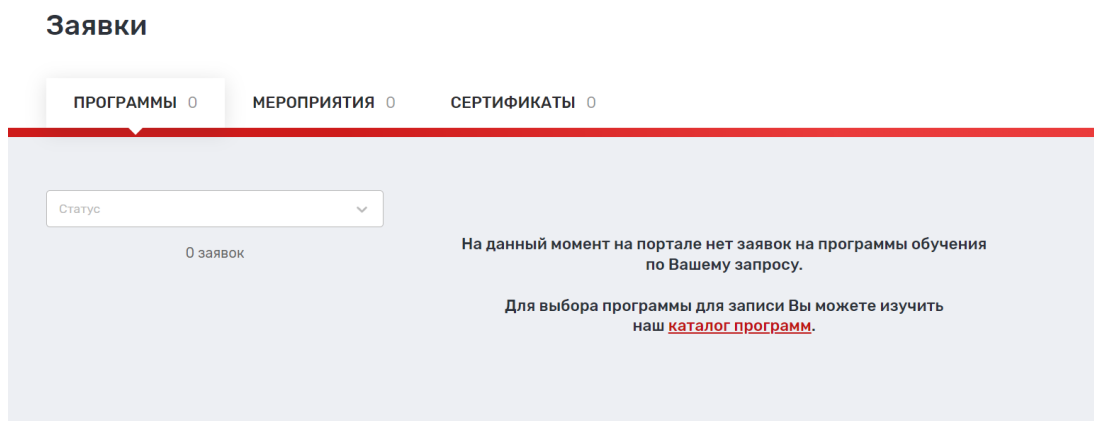 Заявки
ПРОГРАММЫ 0 МЕРОПРИЯТИЯ 0 СЕРТИФИКАТЫ 0
Статус
0 заявок
На данный момент на портале нет заявок на программы обучения
по Вашему запросу.
Для выбора программы для записи Вы можете изучить
наш каталог программ.